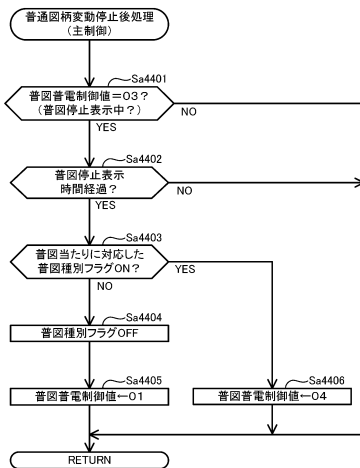 普通図柄変動停止後処理
(主制御)
Sa4401
普図普電制御値=03?
(普図停止表示中?)
NO
YES
Sa4402
普図停止表示
時間経過?
NO
YES
Sa4403
普図当たりに対応した
普図種別フラグON?
YES
NO
Sa4404
普図種別フラグOFF
Sa4405
普図普電制御値←01
Sa4406
普図普電制御値←04
RETURN